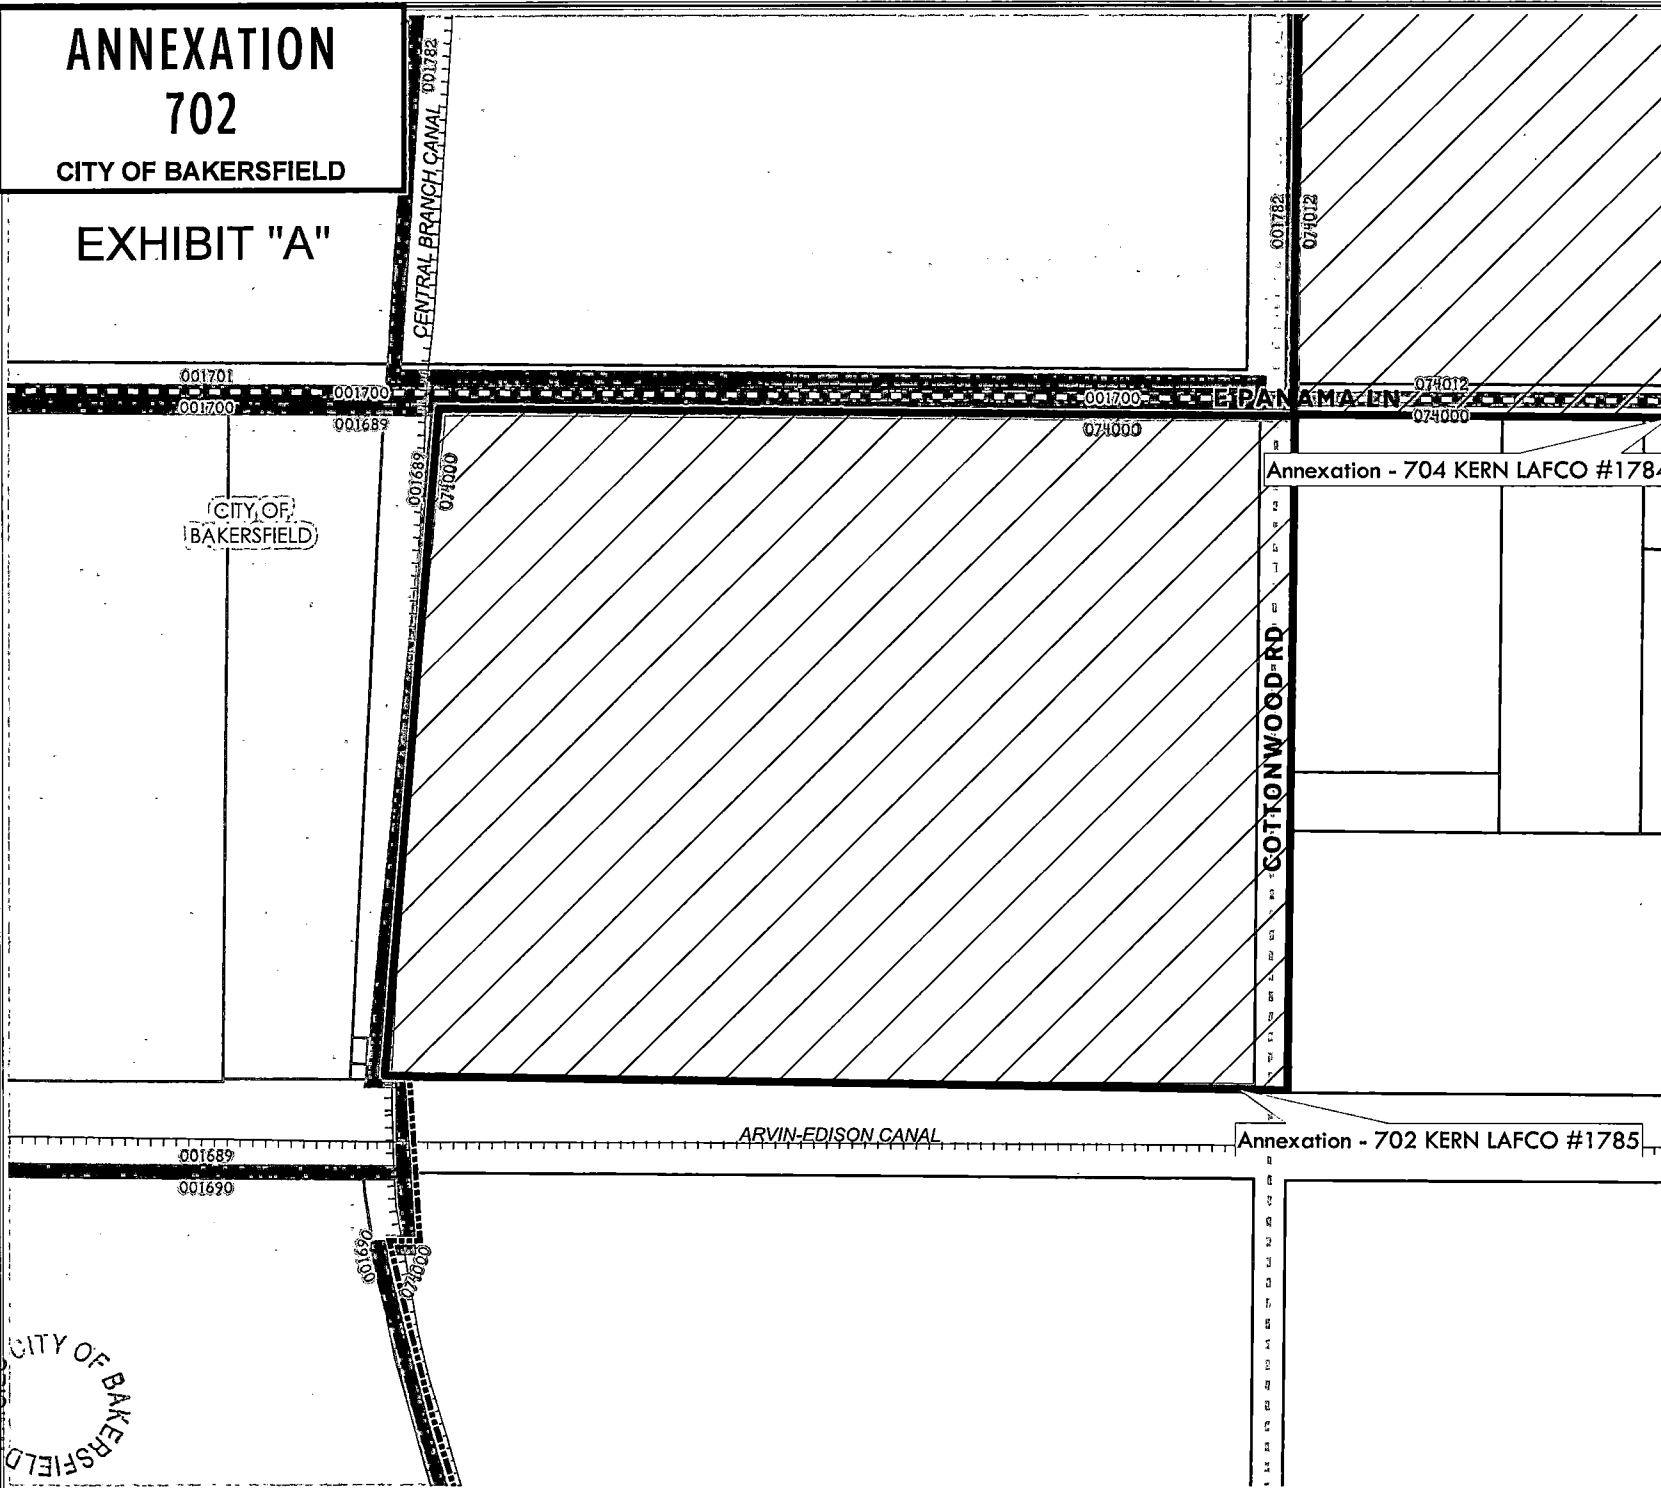 ANNEXATION
702
CITY OF BAKERSFIELD
EXHIBIT "A"
001782
CENTRAL BRANCH CANAL
001782
074012
001701
001700
001700
001689
001700
074000
E PANAMA LN
074012
074000
001689
074000
Annexation - 704 KERN LAFCO #1784
CITY OF
BAKERSFIELD
COTTONWOOD RD
ARVIN-EDISON CANAL
Annexation - 702 KERN LAFCO #1785
001689
001690
001690
074000
CITY OF BAKERSFIELD